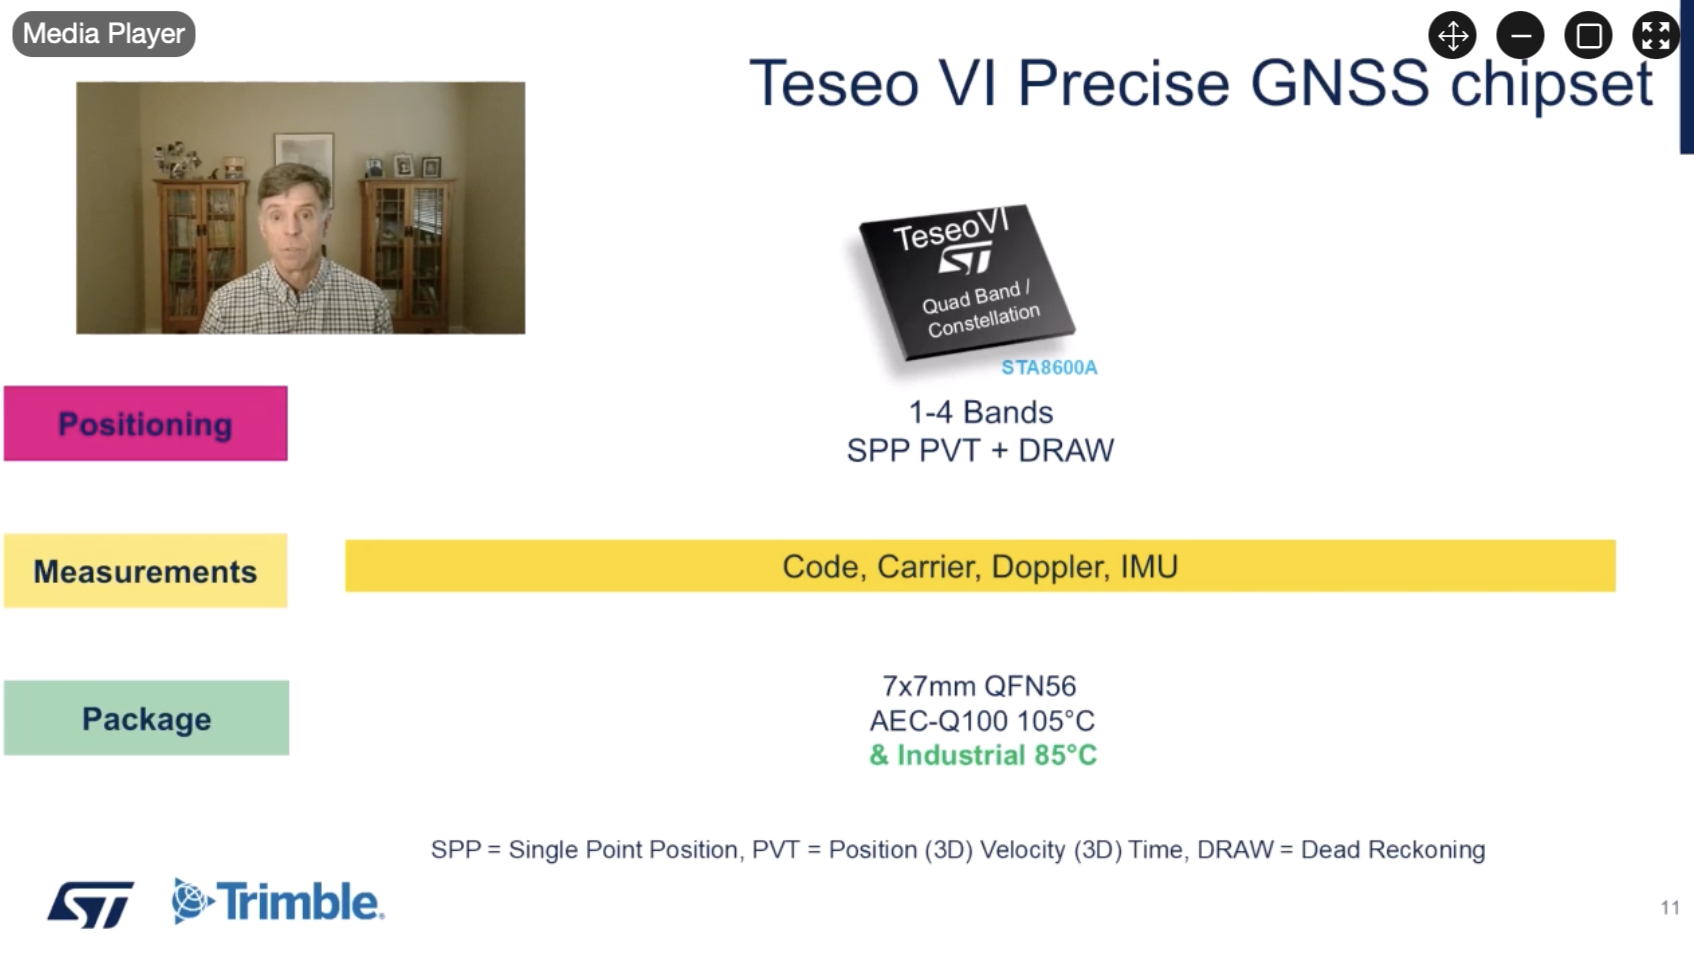 Media Player
Teseo VI Precise GNSS chipset
TeseoVI
ST
Quad Band /
Constellation
STA8600A
Positioning
1-4 Bands
SPP PVT + DRAW
Measurements
Code, Carrier, Doppler, IMU
Package
7x7mm QFN56
AEC-Q100 105°C
& Industrial 85°C
SPP = Single Point Position, PVT = Position (3D) Velocity (3D) Time, DRAW = Dead Reckoning
ST
Trimble®
11